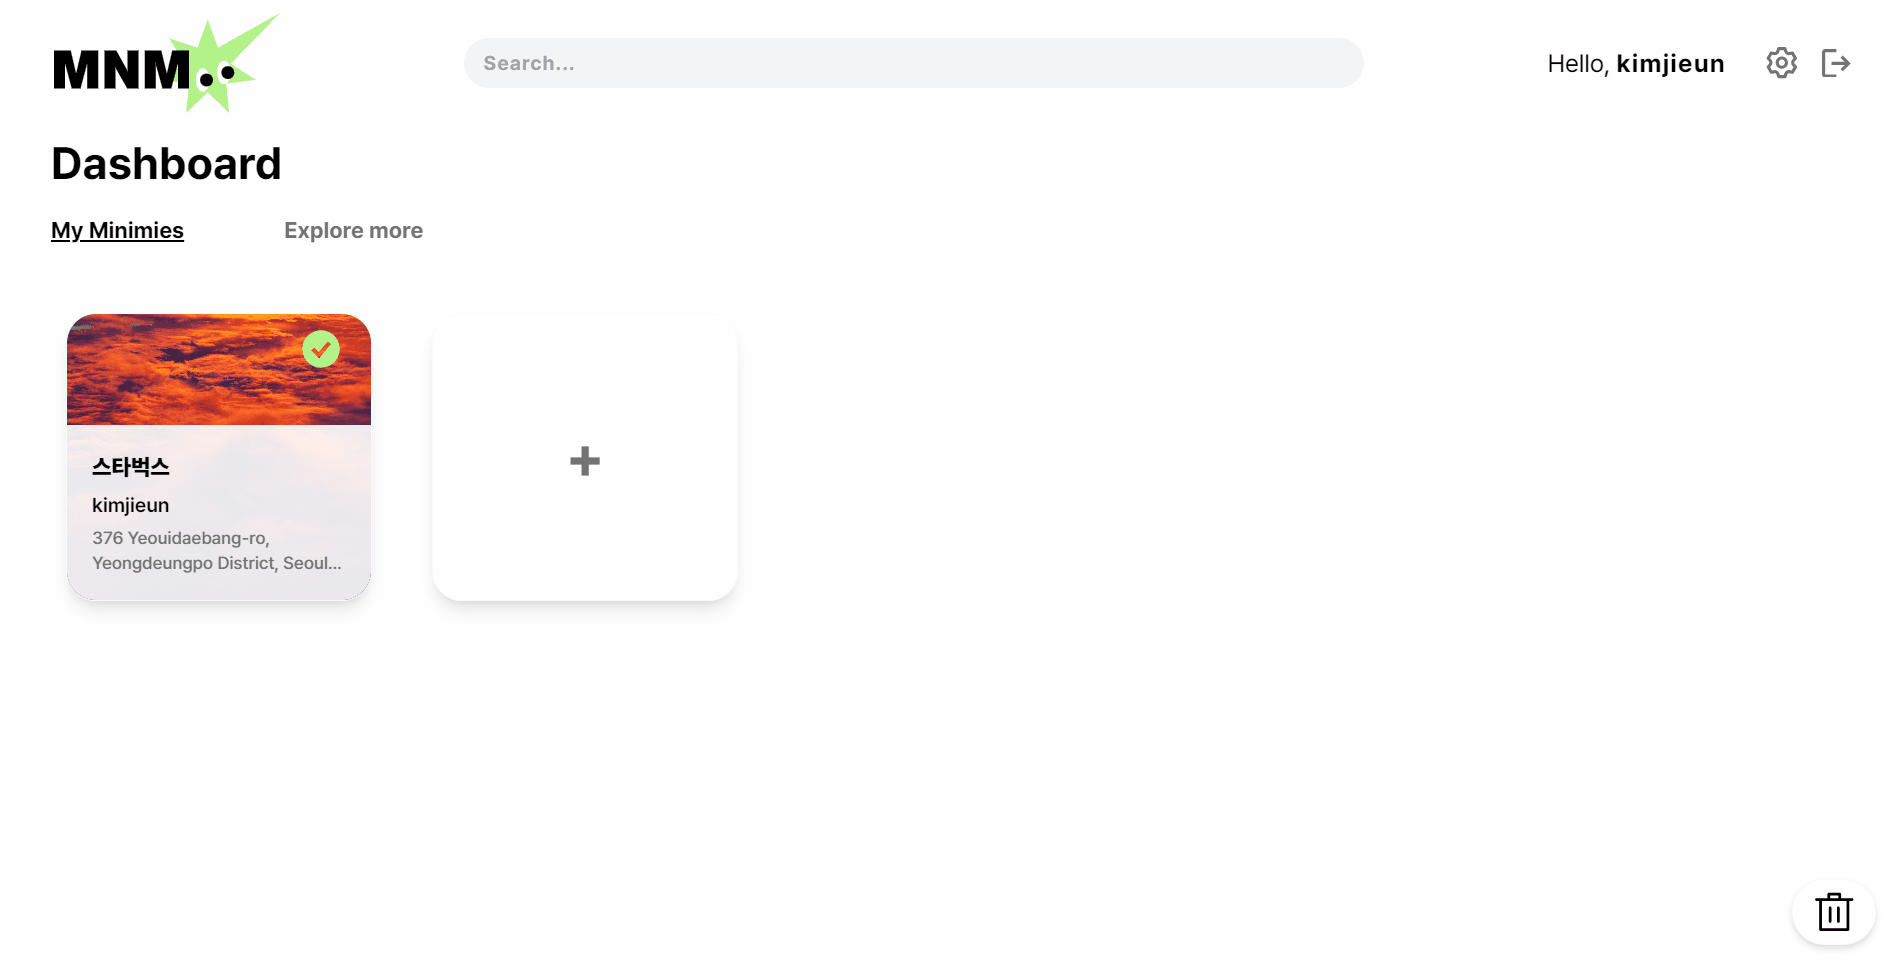 MNM
Search...
Hello, kimjieun
Dashboard
My Minimies
Explore more
스타벅스
kimjieun
376 Yeouidaebang-ro,
Yeongdeungpo District, Seoul...